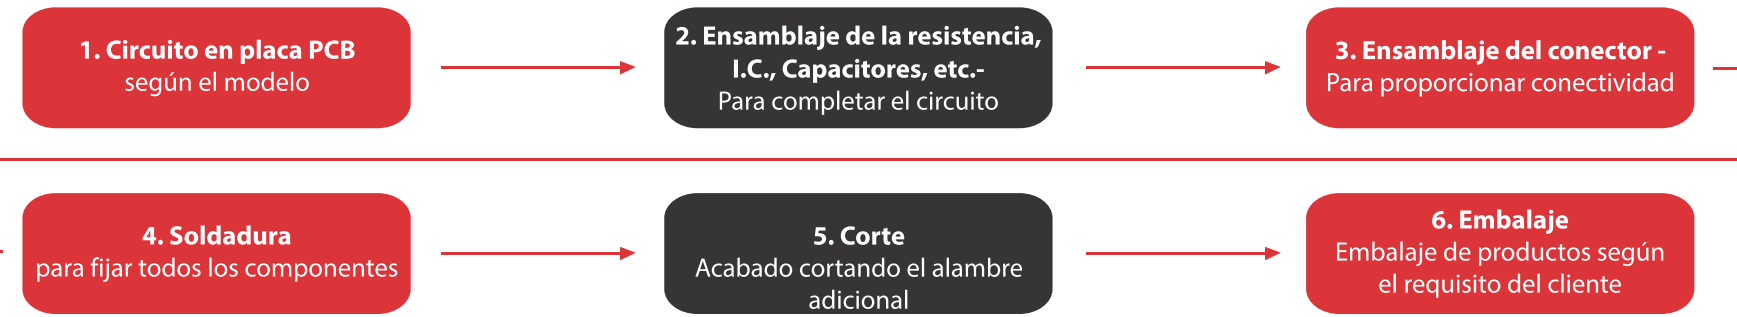 1. Circuito en placa PCB
según el modelo
2. Ensamblaje de la resistencia,
I.C., Capacitores, etc.-
Para completar el circuito
3. Ensamblaje del conector -
Para proporcionar conectividad
4. Soldadura
para fijar todos los componentes
5. Corte
Acabado cortando el alambre
adicional
6. Embalaje
Embalaje de productos según
el requisito del cliente